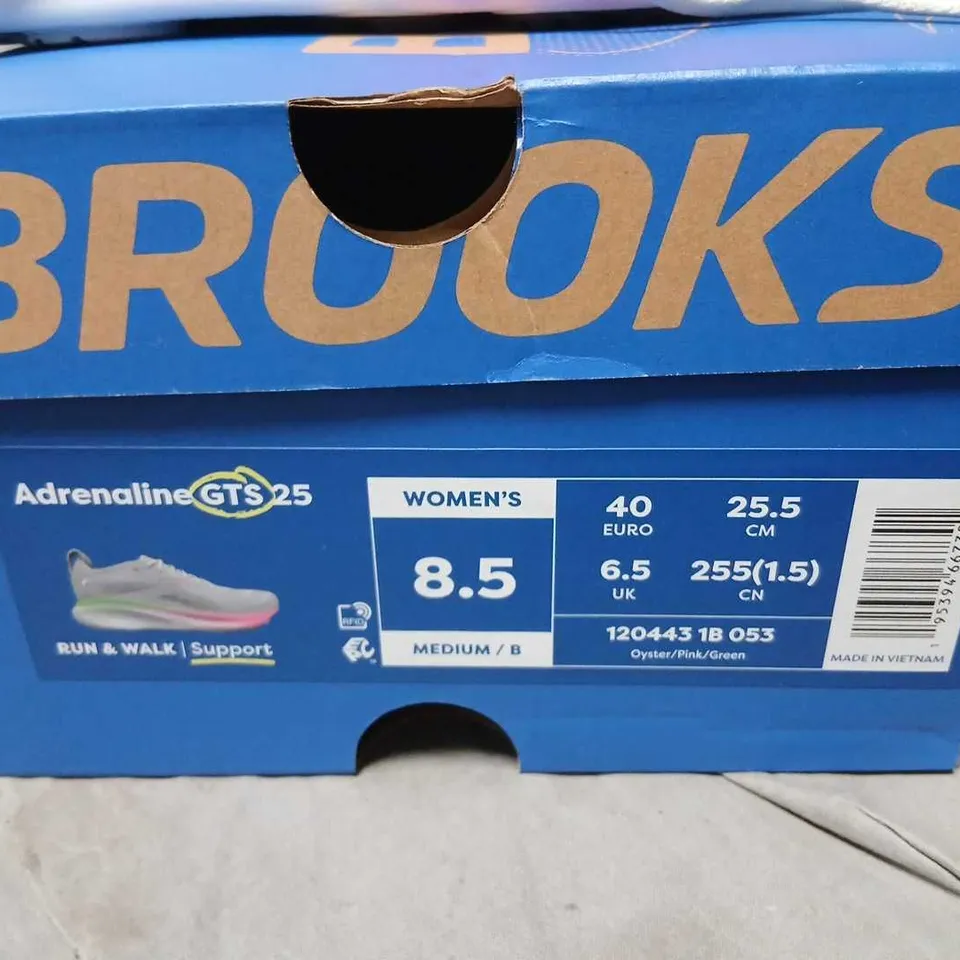 BROOKS
Adrenaline GTS 25
RUN & WALK | Support
RFID
WOMEN'S
8.5
MEDIUM / B
40
EURO
25.5
CM
6.5
UK
255(1.5)
CN
120443 1B 053
Oyster/Pink/Green
MADE IN VIETNAM